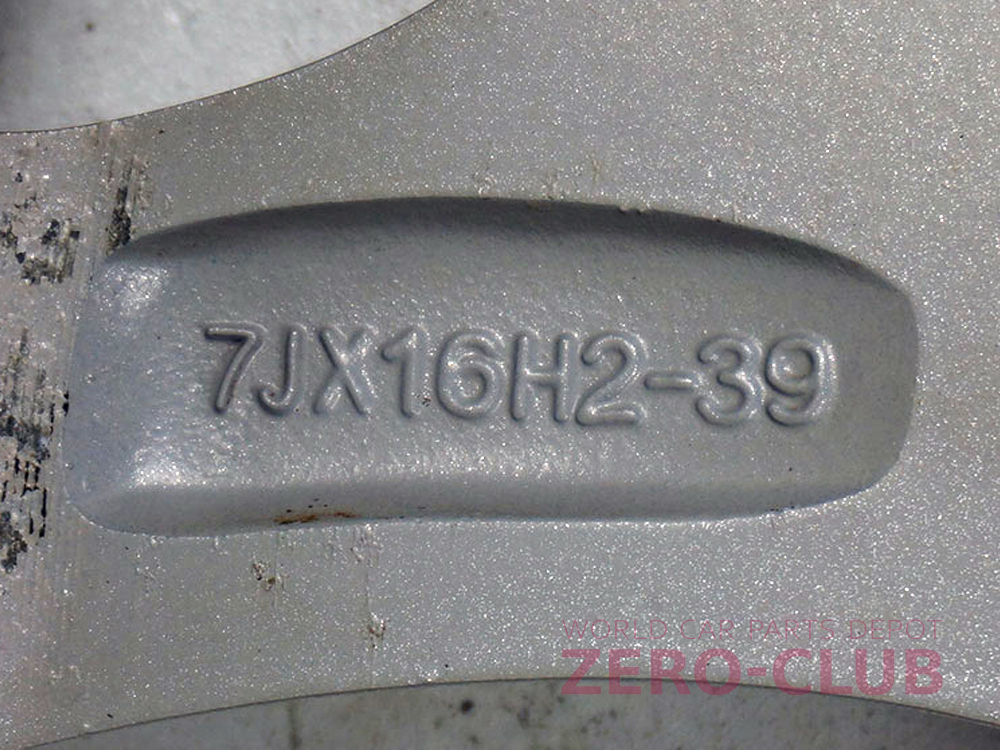 7JX16H2-39
WORLD CAR PARTS DEPOT
ZERO-CLUB